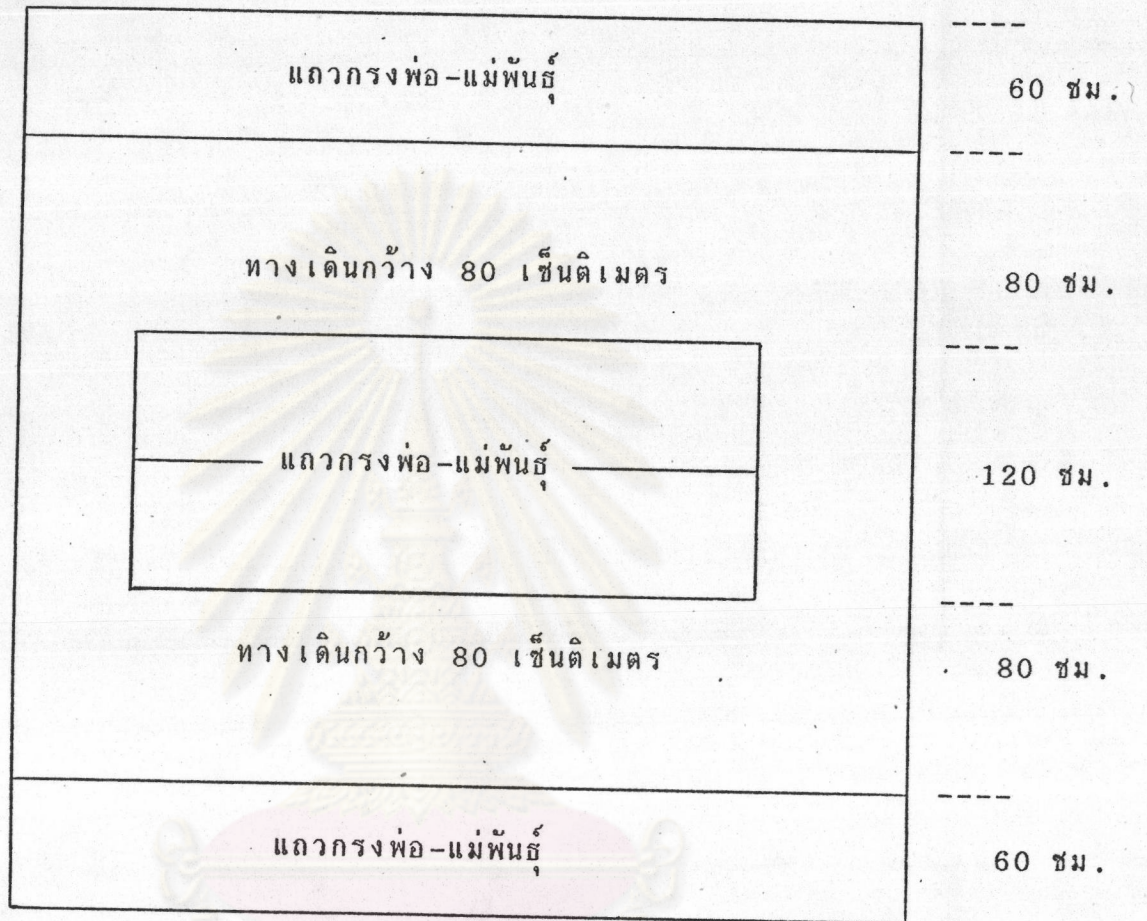 แถวกรงพ่อ-แม่พันธุ์
60 ซม.
ทางเดินกว้าง 80 เซ็นติเมตร
80 ซม.
แถวกรงพ่อ-แม่พันธุ์
120 ซม.
ทางเดินกว้าง 80 เซ็นติเมตร
80 ซม.
แถวกรงพ่อ-แม่พันธุ์
60 ซม.